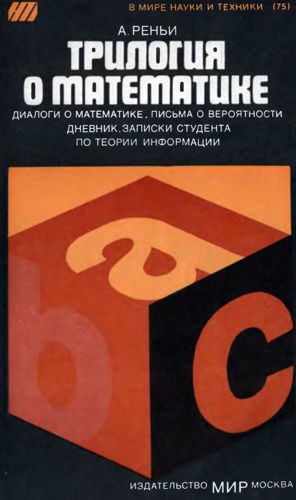 В МИРЕ НАУКИ И ТЕХНИКИ (75)
А. РЕНЬИ
ТРИЛОГИЯ
О МАТЕМАТИКЕ
ДИАЛОГИ О МАТЕМАТИКЕ. ПИСЬМА О ВЕРОЯТНОСТИ
ДНЕВНИК. ЗАПИСКИ СТУДЕНТА
ПО ТЕОРИИ ИНФОРМАЦИИ
a
b
c
ИЗДАТЕЛЬСТВО МИР МОСКВА